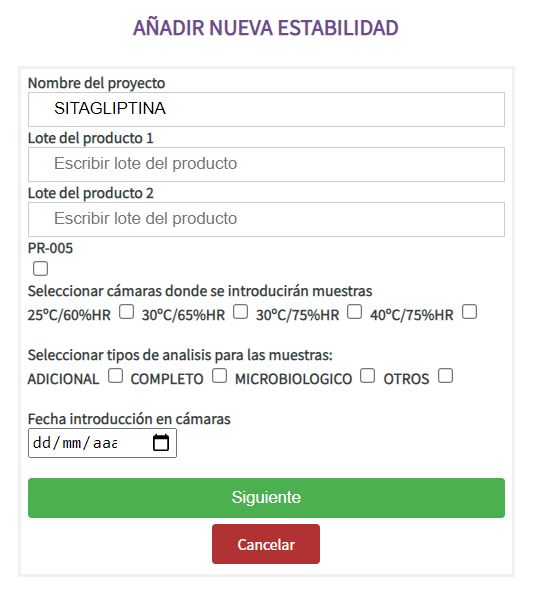 AÑADIR NUEVA ESTABILIDAD
Nombre del proyecto
SITAGLIPTINA
Lote del producto 1
Escribir lote del producto
Lote del producto 2
Escribir lote del producto
PR-005
Seleccionar cámaras donde se introducirán muestras
25ºC/60%HR 30ºC/65%HR 30ºC/75%HR 40ºC/75%HR
Seleccionar tipos de analisis para las muestras:
ADICIONAL COMPLETO MICROBIOLOGICO OTROS
Fecha introducción en cámaras
dd/mm/aaa
Siguiente
Cancelar